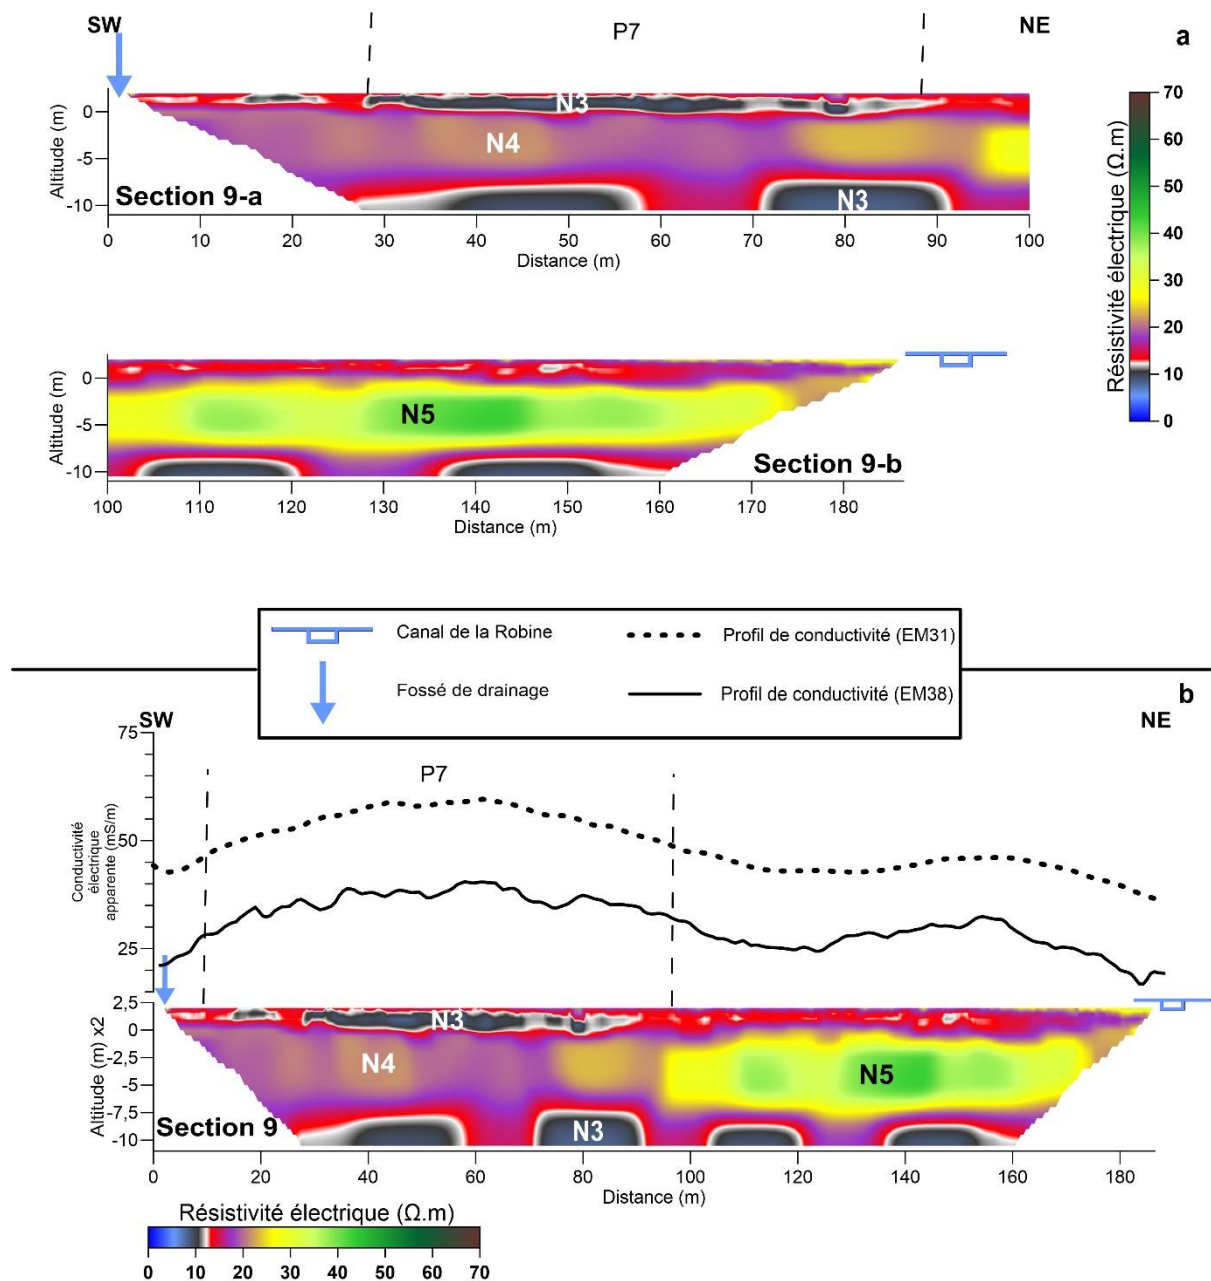 SW
P7
NE
a
N3
N4
N3
Section 9-a
Altitude (m)
0
-5
-10
0 10 20 30 40 50 60 70 80 90 100
Distance (m)
Résistivité électrique (Ω.m)
70
60
50
40
30
20
10
0
N5
Section 9-b
Altitude (m)
0
-5
-10
100 110 120 130 140 150 160 170 180
Distance (m)
Canal de la Robine
Profil de conductivité (EM31)
Fossé de drainage
Profil de conductivité (EM38)
b
SW
NE
P7
75
50
25
Conductivité
électrique
apparente (mS/m)
N3
N4
N5
N3
Section 9
Altitude (m) x2
2,5
0
-2,5
-5
-7,5
-10
0 20 40 60 80 100 120 140 160 180
Distance (m)
Résistivité électrique (Ω.m)
0 10 20 30 40 50 60 70